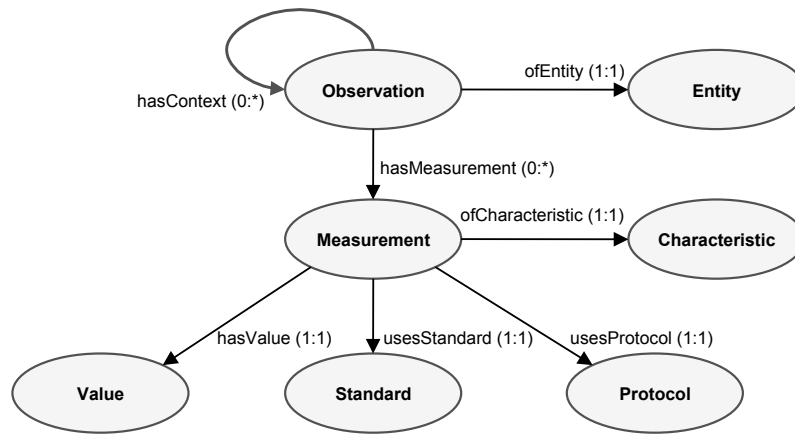 ofEntity (1:1)
Observation
Entity
hasContext (0:*)
hasMeasurement (0:*)
ofCharacteristic (1:1)
Measurement
Characteristic
hasValue (1:1)
usesStandard (1:1)
usesProtocol (1:1)
Value
Standard
Protocol